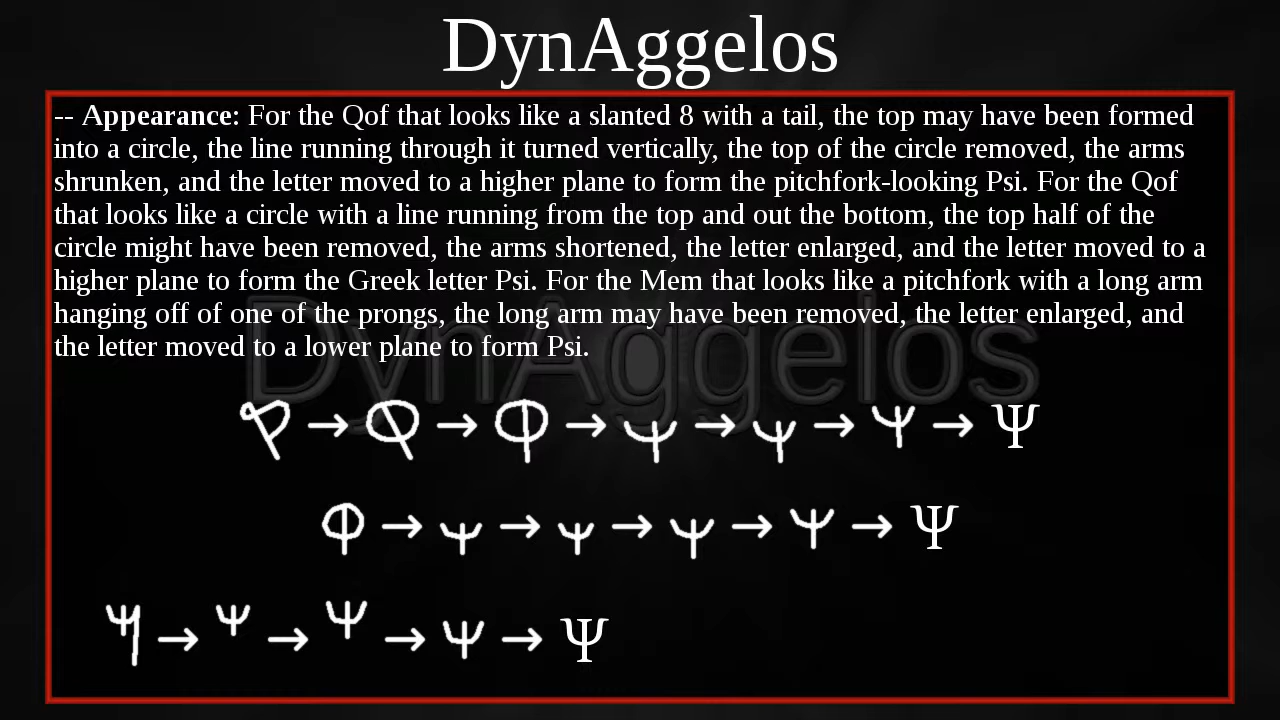 DynAggelos
-- Appearance: For the Qof that looks like a slanted 8 with a tail, the top may have been formed
into a circle, the line running through it turned vertically, the top of the circle removed, the arms
shrunken, and the letter moved to a higher plane to form the pitchfork-looking Psi. For the Qof
that looks like a circle with a line running from the top and out the bottom, the top half of the
circle might have been removed, the arms shortened, the letter enlarged, and the letter moved to a
higher plane to form the Greek letter Psi. For the Mem that looks like a pitchfork with a long arm
hanging off of one of the prongs, the long arm may have been removed, the letter enlarged, and
the letter moved to a lower plane to form Psi.
DynAggelos
→ → → → → → Ψ
→ → → → → Ψ
→ → → → Ψ